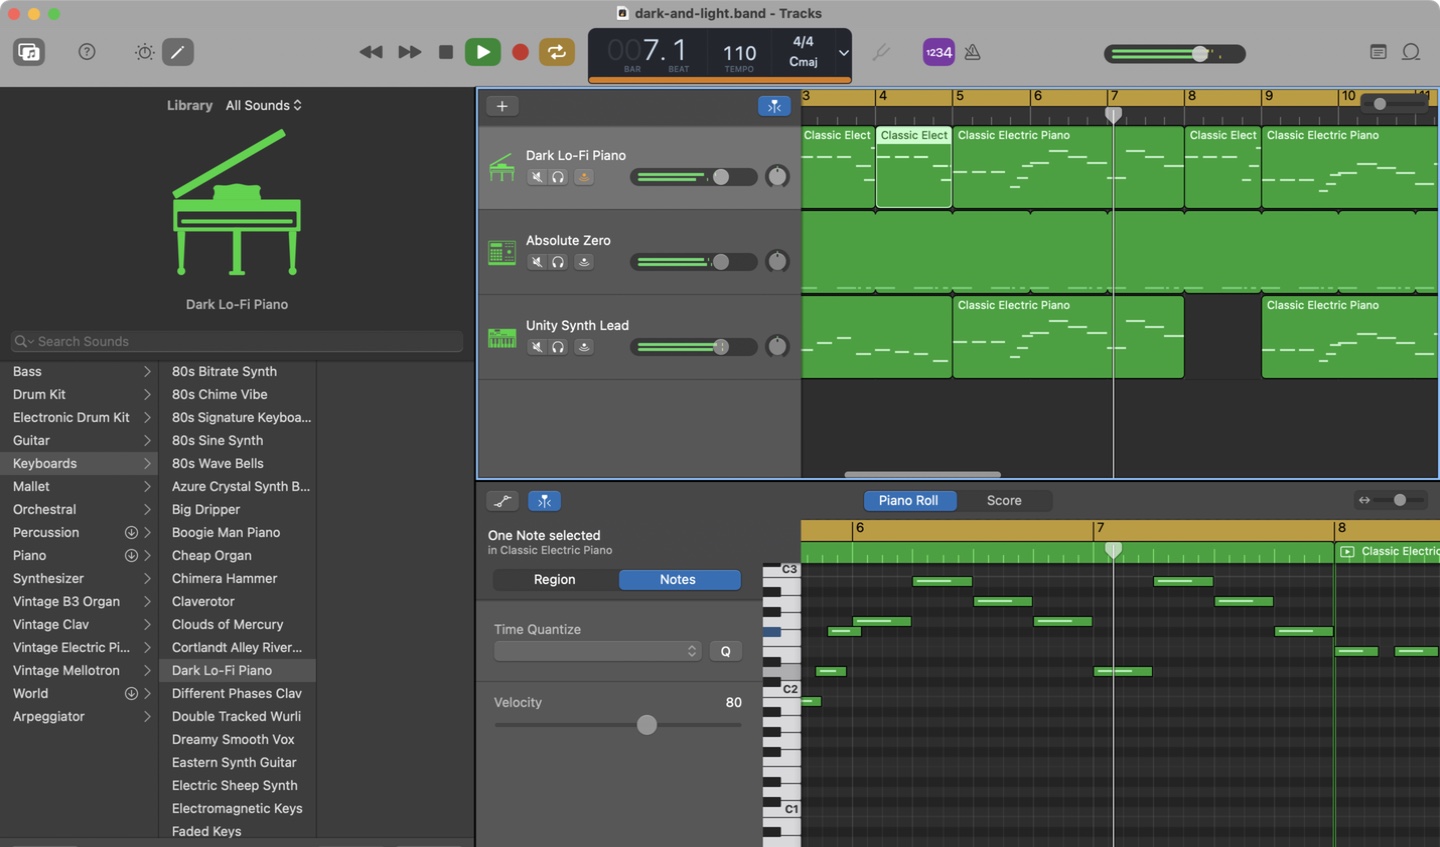 dark-and-light.band - Tracks
007.1
BAR BEAT
110
TEMPO
4/4
Cmaj
1234
Library All Sounds
Dark Lo-Fi Piano
Search Sounds
Bass
Drum Kit
Electronic Drum Kit
Guitar
Keyboards
Mallet
Orchestral
Percussion
Piano
Synthesizer
Vintage B3 Organ
Vintage Clav
Vintage Electric Pi...
Vintage Mellotron
World
Arpeggiator
80s Bitrate Synth
80s Chime Vibe
80s Signature Keyboa...
80s Sine Synth
80s Wave Bells
Azure Crystal Synth B...
Big Dripper
Boogie Man Piano
Cheap Organ
Chimera Hammer
Claverotor
Clouds of Mercury
Cortlandt Alley River...
Dark Lo-Fi Piano
Different Phases Clav
Double Tracked Wurli
Dreamy Smooth Vox
Eastern Synth Guitar
Electric Sheep Synth
Electromagnetic Keys
Faded Keys
3 4 5 6 7 8 9 10 11
Dark Lo-Fi Piano
Classic Elect Classic Elect Classic Electric Piano Classic Elect Classic Electric Piano
Absolute Zero
Unity Synth Lead
Classic Electric Piano Classic Electric Piano
Piano Roll Score
One Note selected
in Classic Electric Piano
Region Notes
Time Quantize
Q
Velocity 80
6 7 8
Classic Electric
C3
C2
C1